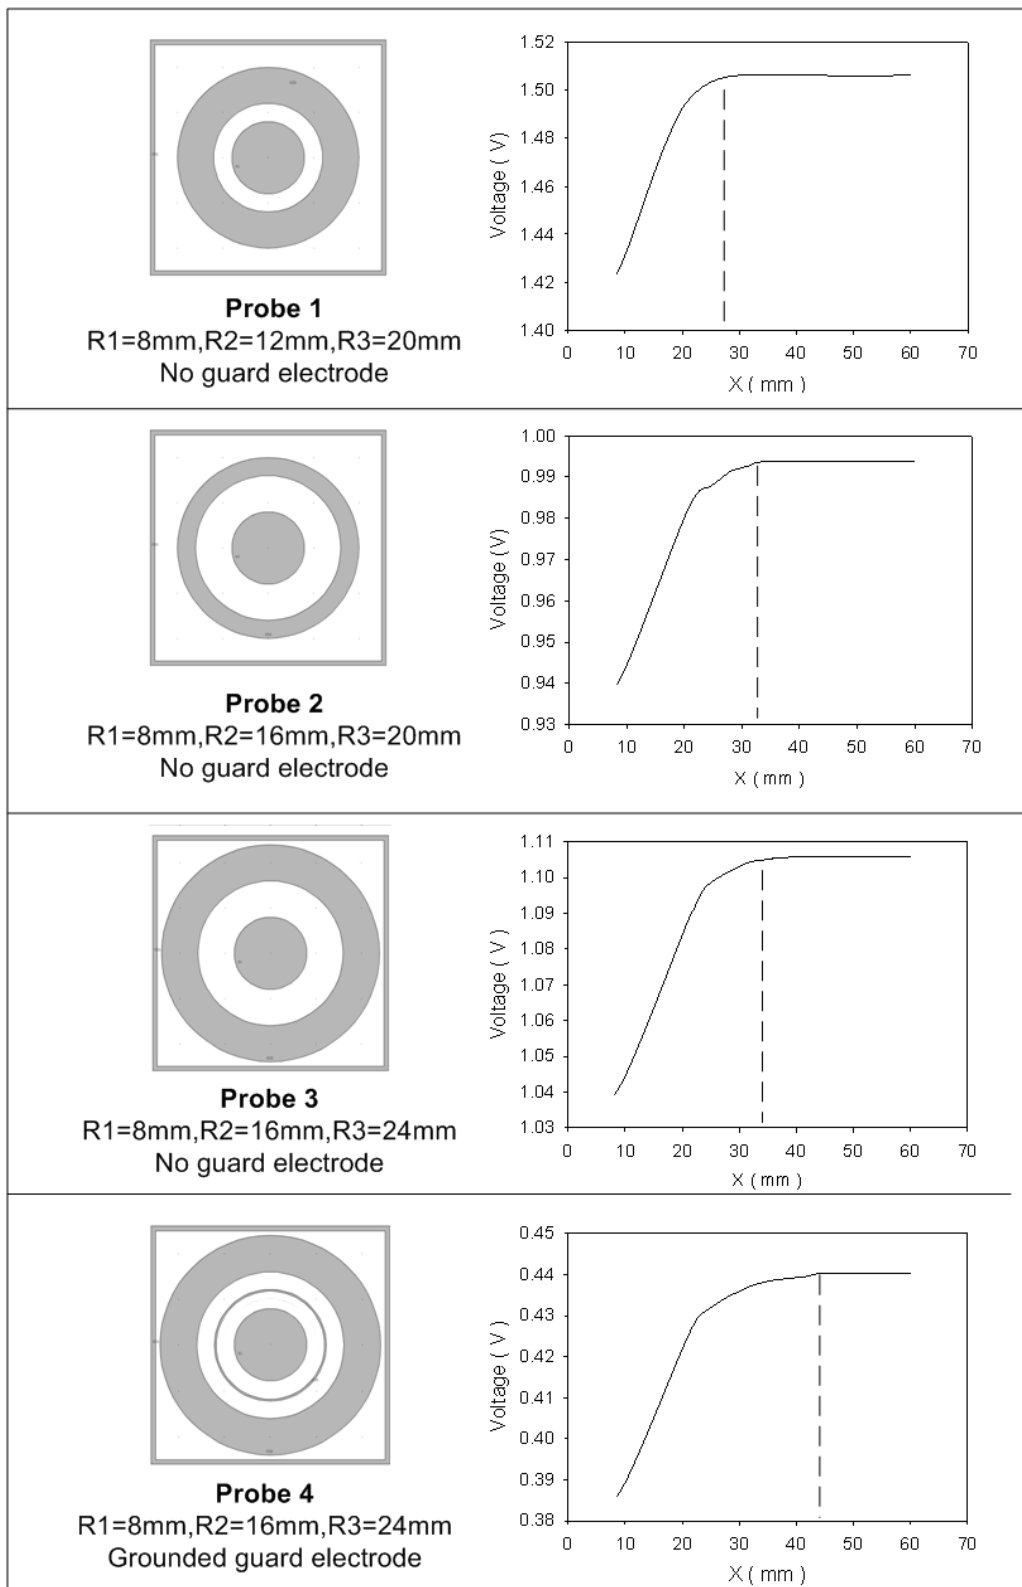 Probe 1
R1=8mm,R2=12mm,R3=20mm
No guard electrode
Voltage ( V)
1.52
1.50
1.48
1.46
1.44
1.42
1.40
0 10 20 30 40 50 60 70
X ( mm )
Probe 2
R1=8mm,R2=16mm,R3=20mm
No guard electrode
Voltage (V)
1.00
0.99
0.98
0.97
0.96
0.95
0.94
0.93
0 10 20 30 40 50 60 70
X ( mm )
Probe 3
R1=8mm,R2=16mm,R3=24mm
No guard electrode
Voltage ( V )
1.11
1.10
1.09
1.08
1.07
1.06
1.05
1.04
1.03
0 10 20 30 40 50 60 70
X ( mm )
Probe 4
R1=8mm,R2=16mm,R3=24mm
Grounded guard electrode
Voltage ( V )
0.45
0.44
0.43
0.42
0.41
0.40
0.39
0.38
0 10 20 30 40 50 60 70
X ( mm )